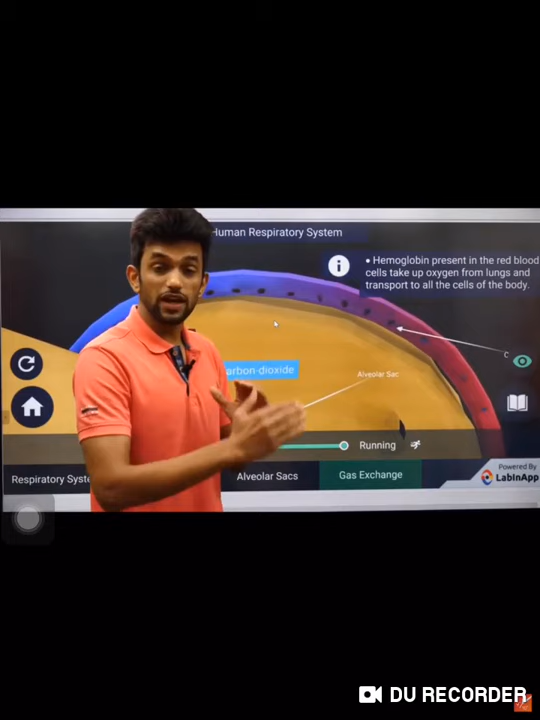 Human Respiratory System
i
• Hemoglobin present in the red blood
cells take up oxygen from lungs and
transport to all the cells of the body.
arbon-dioxide
Alveolar Sac
C
Running
Alveolar Sacs
Gas Exchange
Respiratory Syste
Powered By
LabInApp
DU RECORDER